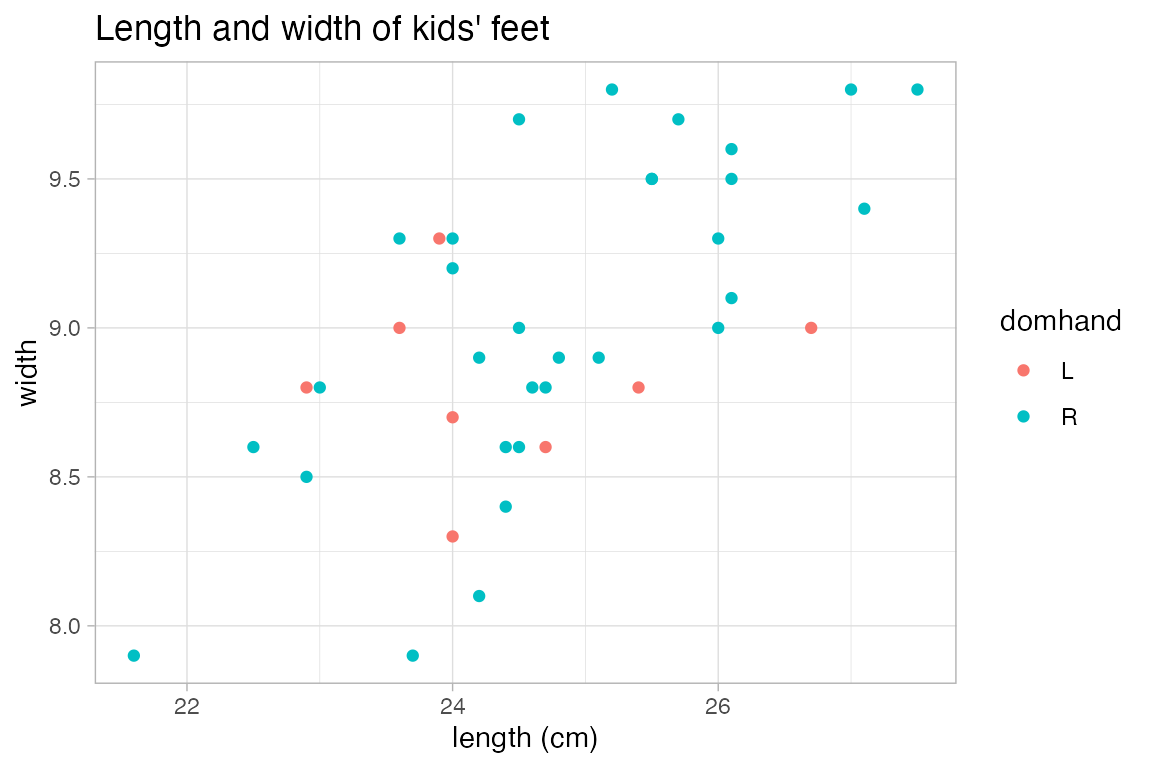 Length and width of kids' feet
9.5
9.0
8.5
8.0
width
22 24 26
length (cm)
domhand
L
R